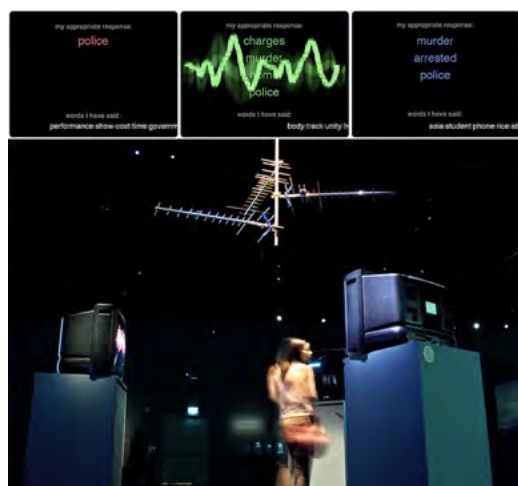 my appropriate response:
police
words I have said:
performance show cost time governm
my appropriate response:
charges
murder
police
words I have said:
body track unity h
my appropriate response:
murder
arrested
police
words I have said:
asia student phone rice ab